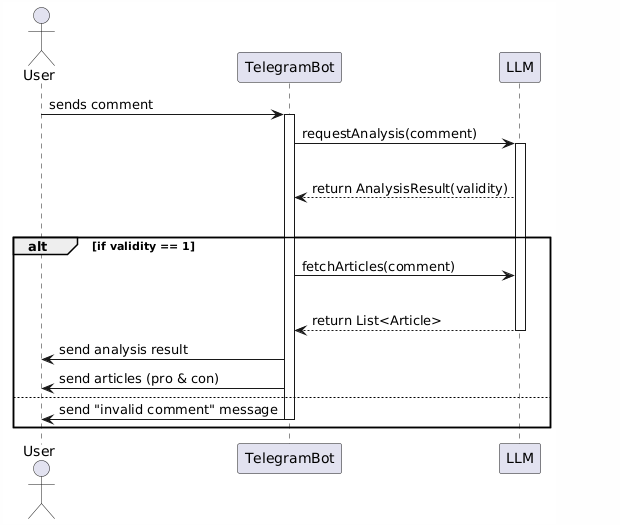 User
TelegramBot
LLM
sends comment
requestAnalysis(comment)
return AnalysisResult(validity)
alt
[if validity == 1]
fetchArticles(comment)
return List<Article>
send analysis result
send articles (pro & con)
send "invalid comment" message
User
TelegramBot
LLM